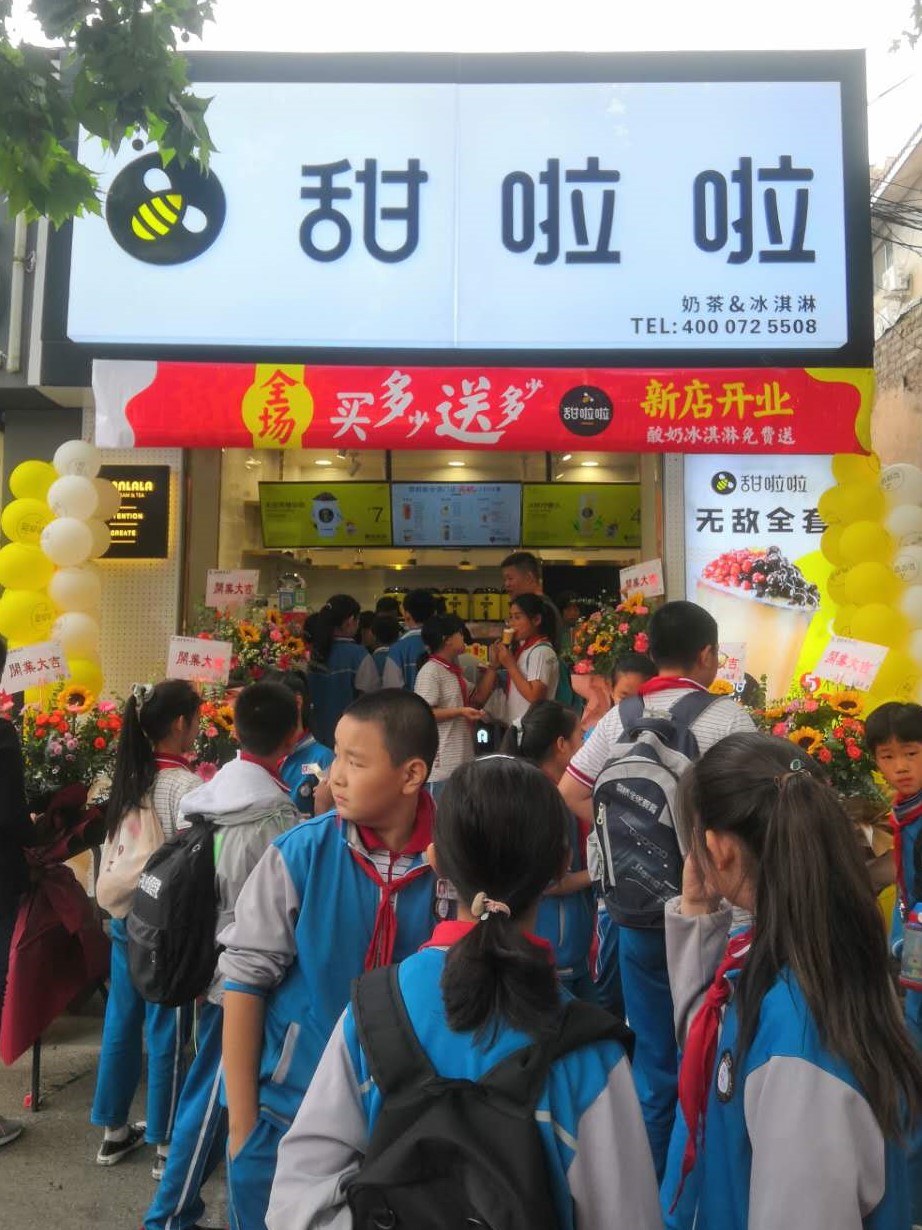 甜啦啦
奶茶&冰淇淋
TEL:400 072 5508
全场
买多少送多少
甜啦啦
新店开业
酸奶冰淇淋免费送
甜啦啦
无敌全套
¥7
開業大吉
開業大吉
開業大吉
開業大吉
開業大吉